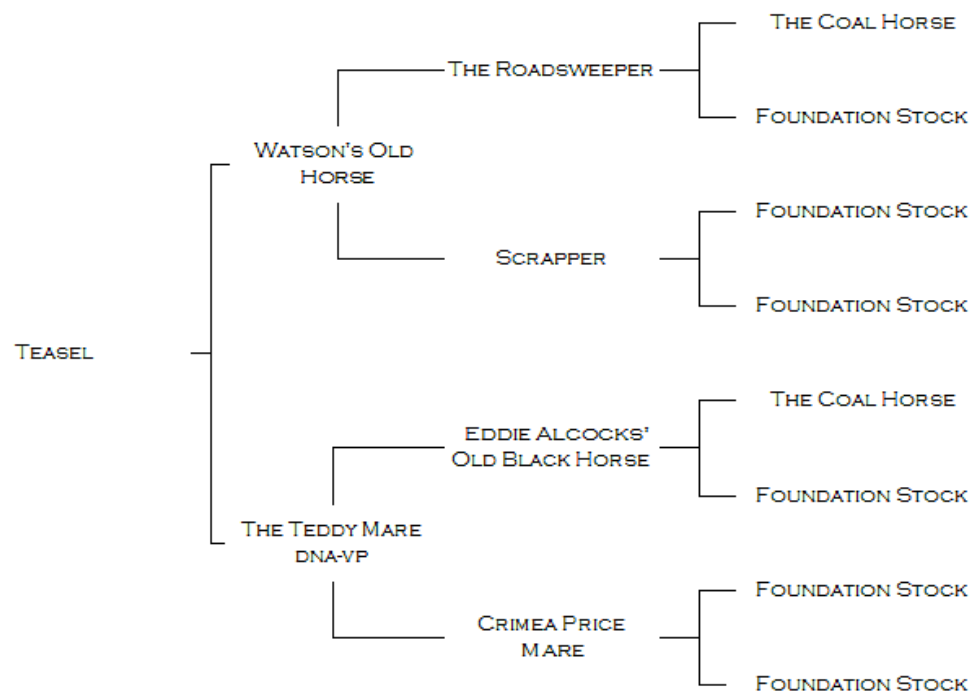 The Coal Horse
The Roadsweeper
Foundation Stock
Watson's Old
Horse
Foundation Stock
Scrapper
Foundation Stock
Teasel
The Coal Horse
Eddie Alcocks'
Old Black Horse
Foundation Stock
The Teddy Mare
DNA-VP
Foundation Stock
Crimea Price
Mare
Foundation Stock